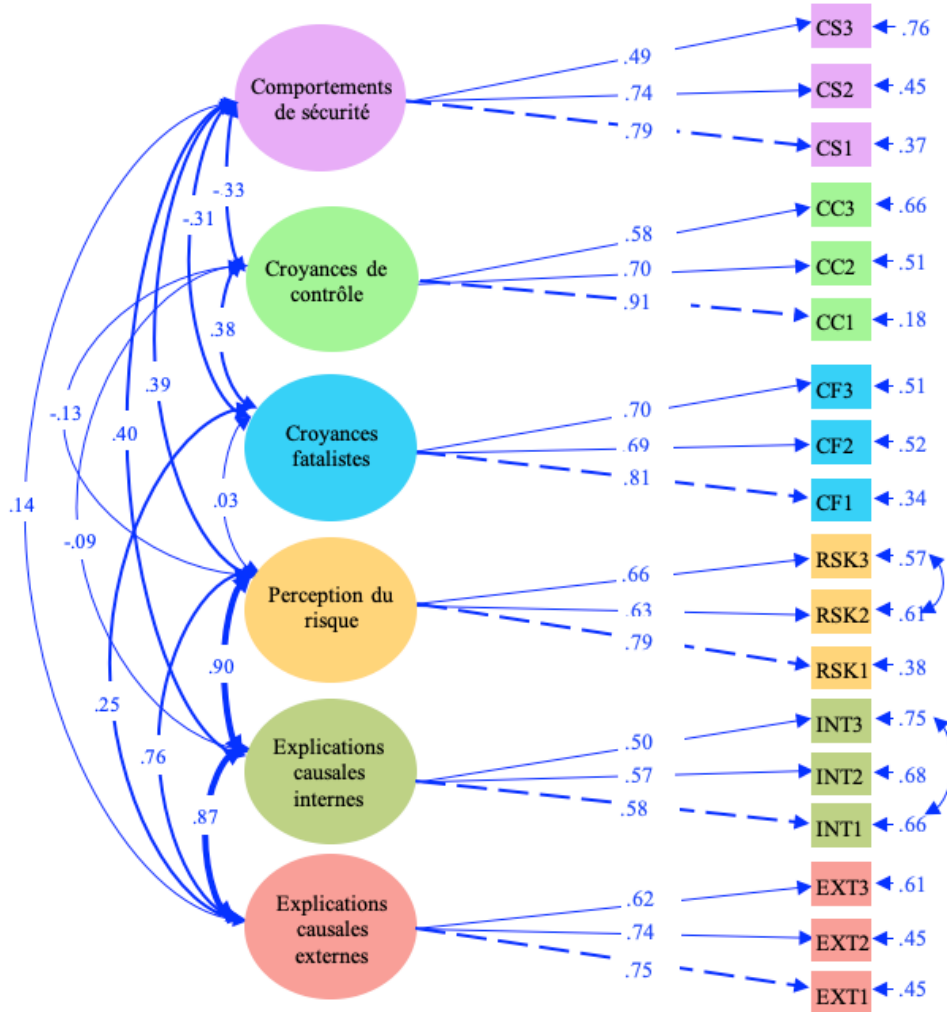 CS3
.76
.49
Comportements
de sécurité
.74
CS2
.45
.79
CS1
.37
-.33
-.31
CC3
.66
.58
Croyances de
contrôle
.70
CC2
.51
.91
CC1
.18
.38
.39
-.13
.40
CF3
.51
.70
Croyances
fatalistes
.69
CF2
.52
.81
CF1
.34
.14
.03
-.09
RSK3
.57
.66
Perception du
risque
.63
RSK2
.61
.79
RSK1
.38
.90
.25
.76
INT3
.75
.50
Explications
causales
internes
.57
INT2
.68
.58
INT1
.66
.87
EXT3
.61
.62
Explications
causales
externes
.74
EXT2
.45
.75
EXT1
.45